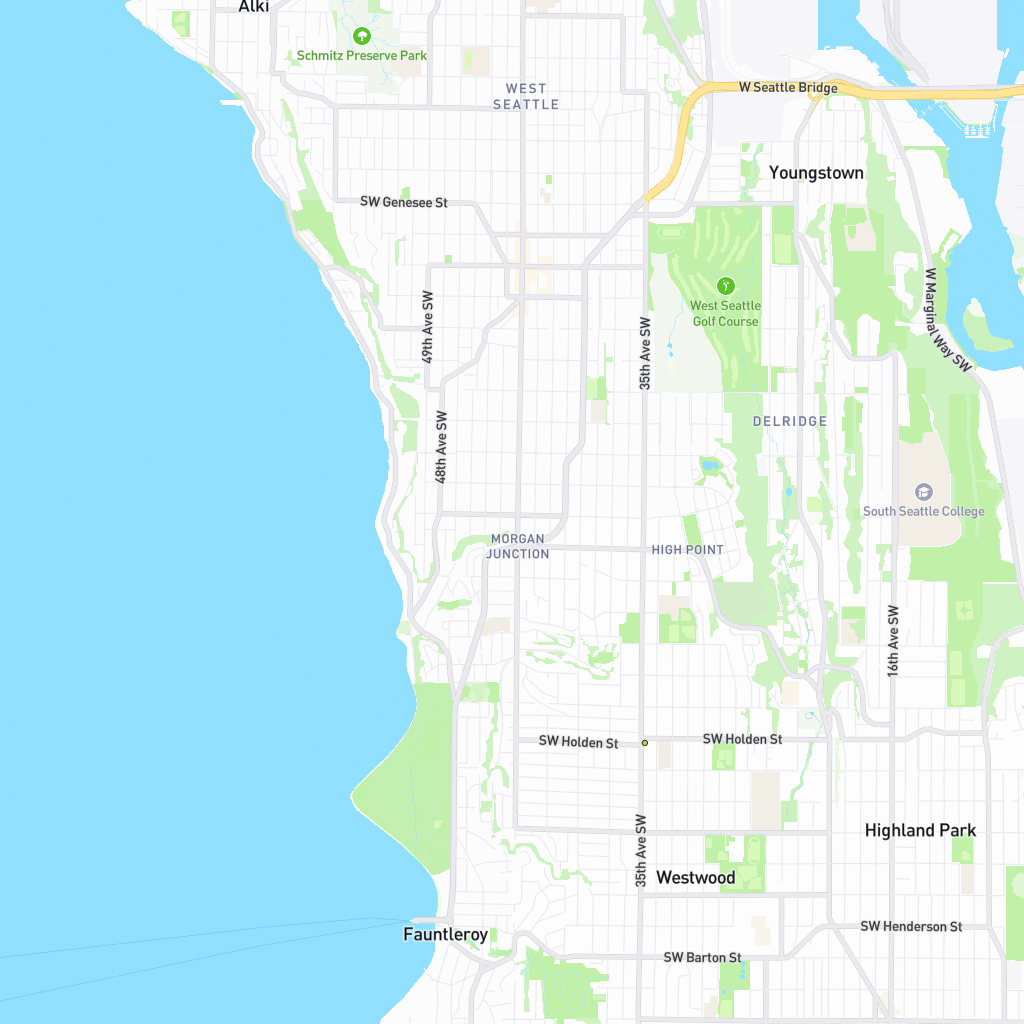 Alki
Schmitz Preserve Park
WEST
SEATTLE
W Seattle Bridge
Youngstown
SW Genesee St
W Marginal Way SW
West Seattle
Golf Course
49th Ave SW
35th Ave SW
48th Ave SW
DELRIDGE
South Seattle College
MORGAN
JUNCTION
HIGH POINT
16th Ave SW
SW Holden St
SW Holden St
35th Ave SW
Highland Park
Westwood
Fauntleroy
SW Henderson St
SW Barton St